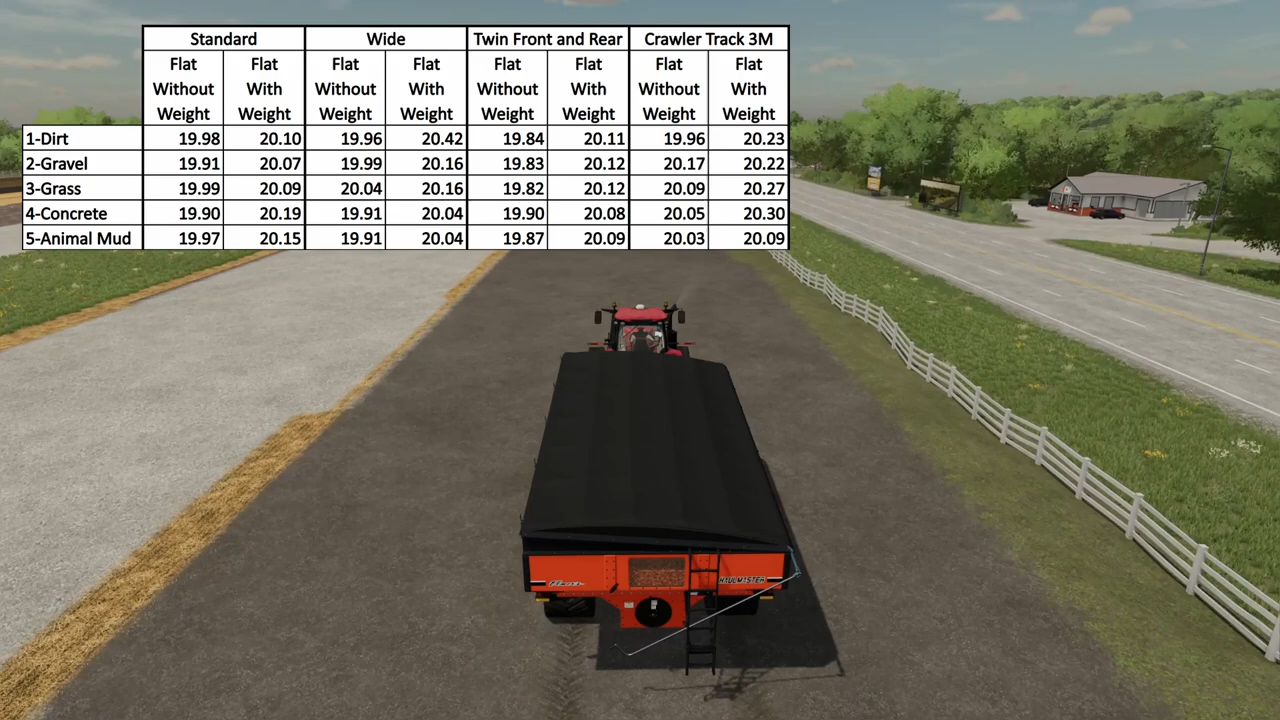 Standard Wide Twin Front and Rear Crawler Track 3M
Flat Without Weight Flat With Weight Flat Without Weight Flat With Weight Flat Without Weight Flat With Weight Flat Without Weight Flat With Weight
1-Dirt 19.98 20.10 19.96 20.42 19.84 20.11 19.96 20.23
2-Gravel 19.91 20.07 19.99 20.16 19.83 20.12 20.17 20.22
3-Grass 19.99 20.09 20.04 20.16 19.82 20.12 20.09 20.27
4-Concrete 19.90 20.19 19.91 20.04 19.90 20.08 20.05 20.30
5-Animal Mud 19.97 20.15 19.91 20.04 19.87 20.09 20.03 20.09
HAULMASTER